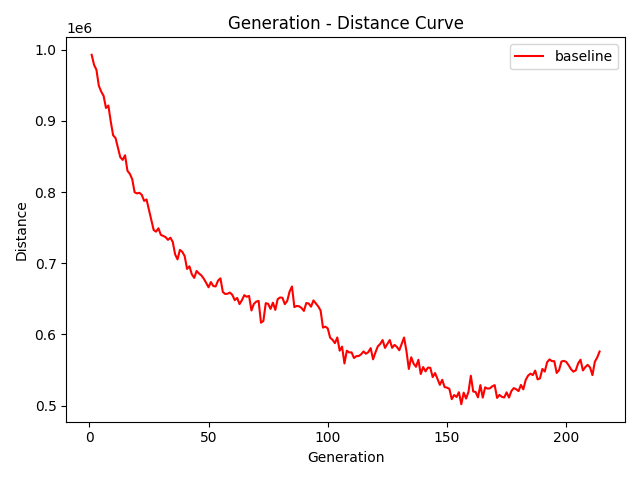 Generation - Distance Curve
1e6
baseline
1.0
0.9
0.8
0.7
0.6
0.5
Distance
0 50 100 150 200
Generation